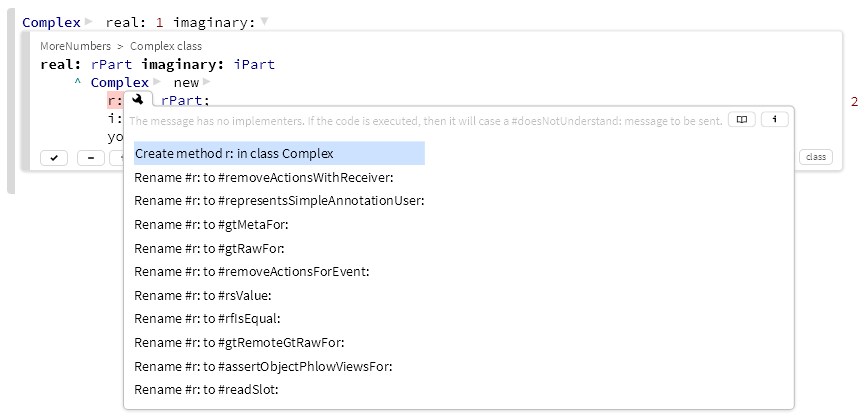 Complex real: 1 imaginary: 2
MoreNumbers > Complex class
real: rPart imaginary: iPart
^ Complex new
r: rPart;
i:
yo
class
The message has no implementers. If the code is executed, then it will case a #doesNotUnderstand: message to be sent.
Create method r: in class Complex
Rename #r: to #removeActionsWithReceiver:
Rename #r: to #representsSimpleAnnotationUser:
Rename #r: to #gtMetaFor:
Rename #r: to #gtRawFor:
Rename #r: to #removeActionsForEvent:
Rename #r: to #rsValue:
Rename #r: to #rfIsEqual:
Rename #r: to #gtRemoteGtRawFor:
Rename #r: to #assertObjectPhlowViewsFor:
Rename #r: to #readSlot: